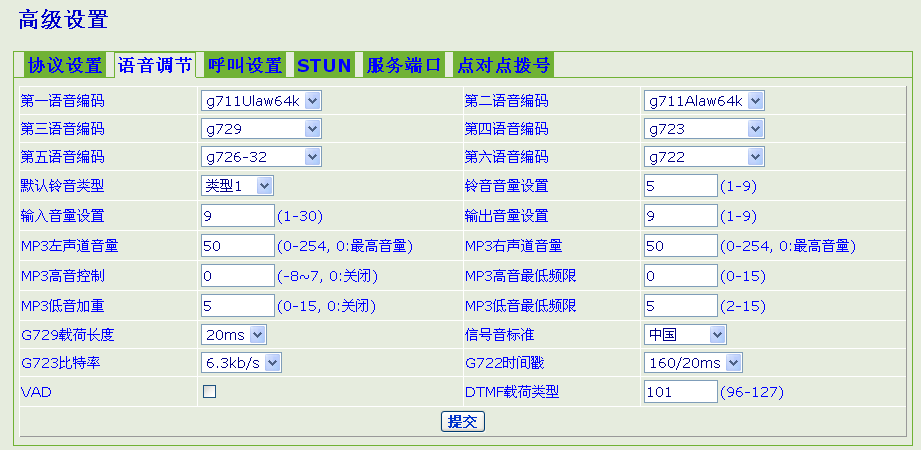 高级设置
协议设置 语音调节 呼叫设置 STUN 服务端口 点对点拨号
第一语音编码 g711Ulaw64k 第二语音编码 g711Alaw64k
第三语音编码 g729 第四语音编码 g723
第五语音编码 g726-32 第六语音编码 g722
默认铃音类型 类型1 铃音音量设置 5 (1-9)
输入音量设置 9 (1-30) 输出音量设置 9 (1-9)
MP3左声道音量 50 (0-254, 0:最高音量) MP3右声道音量 50 (0-254, 0:最高音量)
MP3高音控制 0 (-8~7, 0:关闭) MP3高音最低频限 0 (0-15)
MP3低音加重 5 (0-15, 0:关闭) MP3低音最低频限 5 (2-15)
G729载荷长度 20ms 信号音标准 中国
G723比特率 6.3kb/s G722时间戳 160/20ms
VAD DTMF载荷类型 101 (96-127)
提交